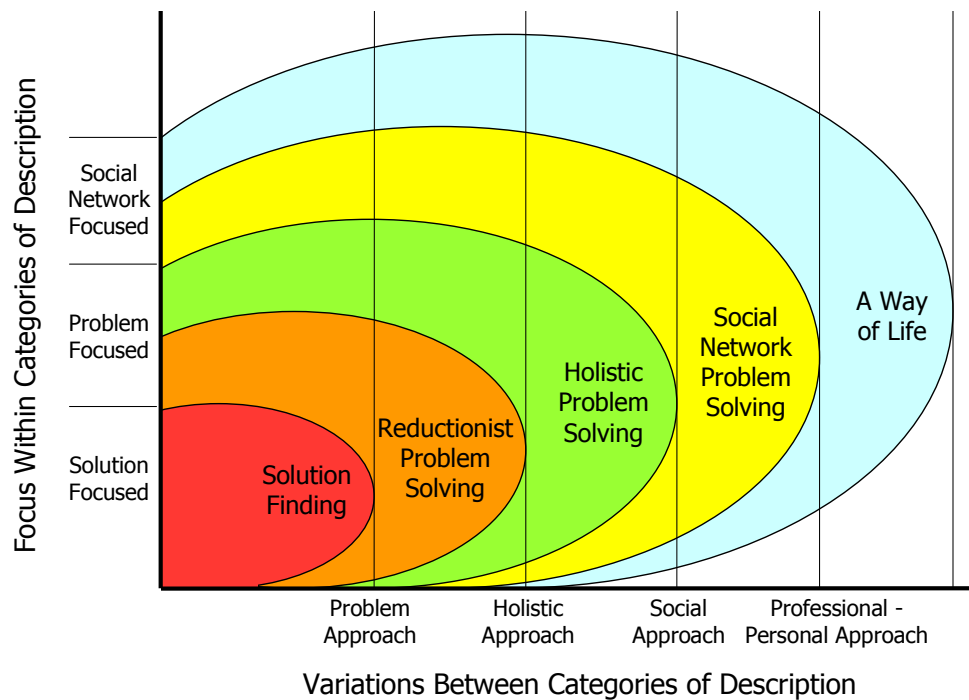 Focus Within Categories of Description
Social
Network
Focused
Problem
Focused
Solution
Focused
Solution
Finding
Reductionist
Problem
Solving
Holistic
Problem
Solving
Social
Network
Problem
Solving
A Way
of Life
Problem
Approach
Holistic
Approach
Social
Approach
Professional -
Personal Approach
Variations Between Categories of Description